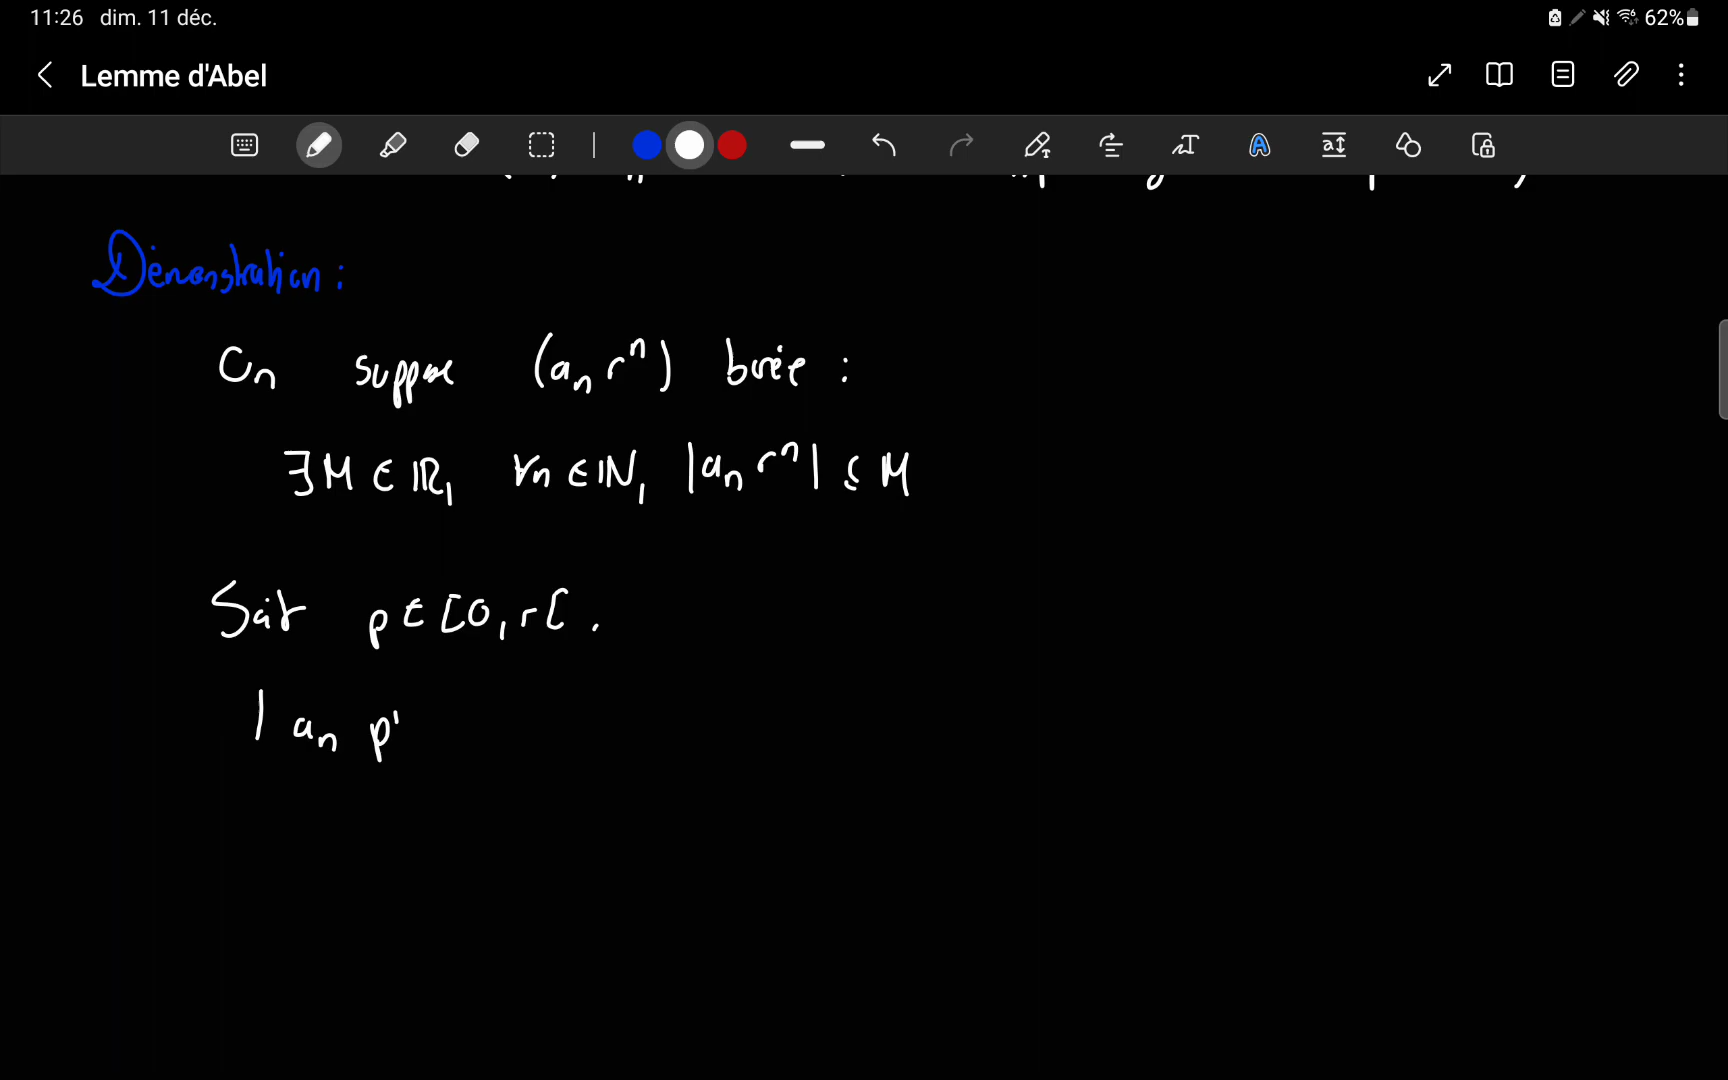 11:26 dim. 11 déc. 62%
Lemme d'Abel
Démonstration :
On suppose (aₙ rⁿ) bornée :
∃M ∈ ℝ, ∀n ∈ ℕ, |aₙ rⁿ| ≤ M
Soit p ∈ [0, r[ .
| aₙ p'